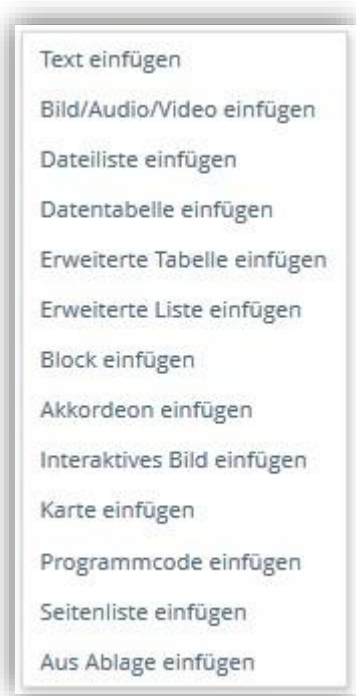 Text einfügen
Bild/Audio/Video einfügen
Dateiliste einfügen
Datentabelle einfügen
Erweiterte Tabelle einfügen
Erweiterte Liste einfügen
Block einfügen
Akkordeon einfügen
Interaktives Bild einfügen
Karte einfügen
Programmcode einfügen
Seitenliste einfügen
Aus Ablage einfügen